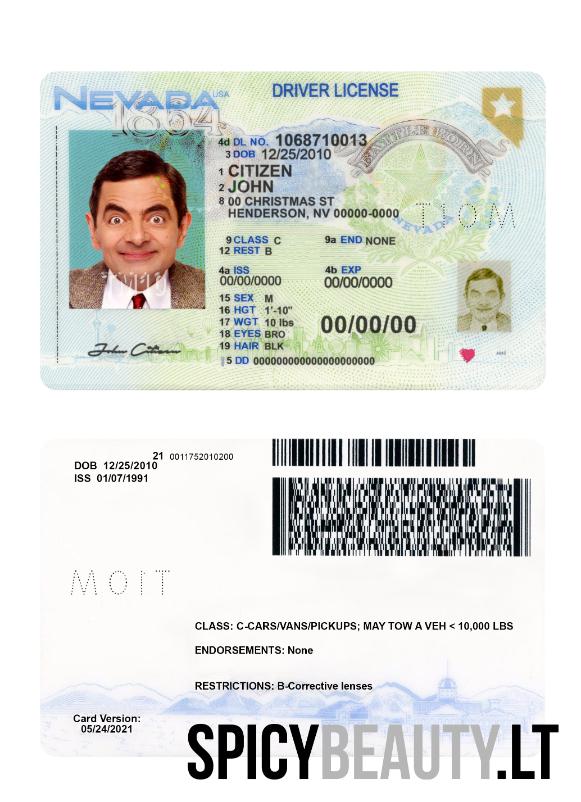 NEVADA USA
1864
DRIVER LICENSE
BATTLE BORN
4d DL NO. 1068710013
3 DOB 12/25/2010
1 CITIZEN
2 JOHN
8 00 CHRISTMAS ST
HENDERSON, NV 00000-0000
TIOM
NEVADA
9 CLASS C 9a END NONE
12 REST B
4a ISS 4b EXP
00/00/0000 00/00/0000
15 SEX M
16 HGT 1'-10"
17 WGT 10 lbs
00/00/00
18 EYES BRO
19 HAIR BLK
John Citizen
5 DD 000000000000000000000
21 0011752010200
DOB 12/25/2010
ISS 01/07/1991
MOIT
CLASS: C-CARS/VANS/PICKUPS; MAY TOW A VEH < 10,000 LBS
ENDORSEMENTS: None
RESTRICTIONS: B-Corrective lenses
Card Version:
05/24/2021
SPICYBEAUTY.LT